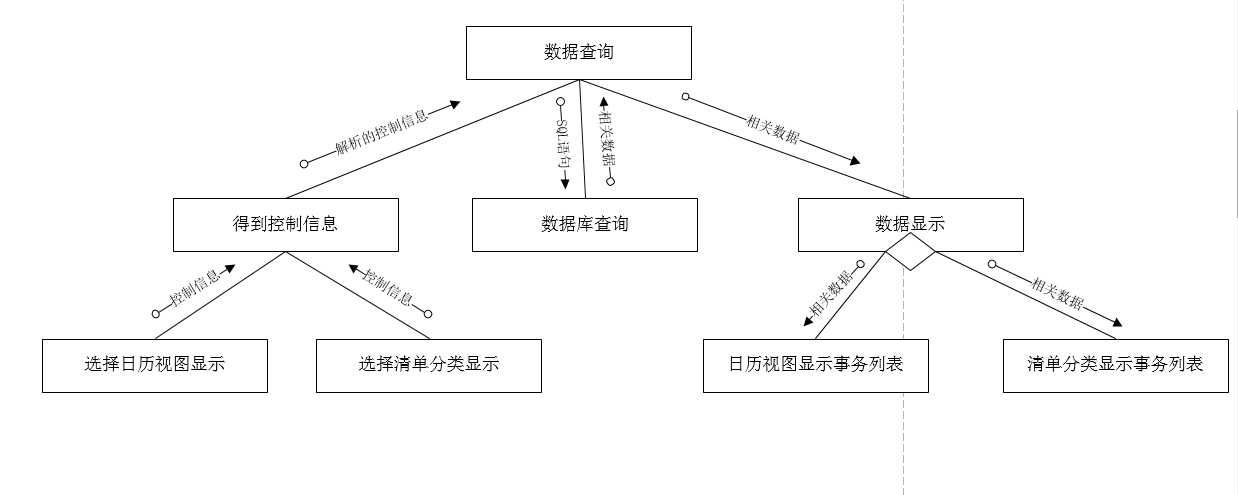 数据查询
解析的控制信息
SQL语句
相关数据
相关数据
得到控制信息
数据库查询
数据显示
控制信息
控制信息
相关数据
相关数据
选择日历视图显示
选择清单分类显示
日历视图显示事务列表
清单分类显示事务列表